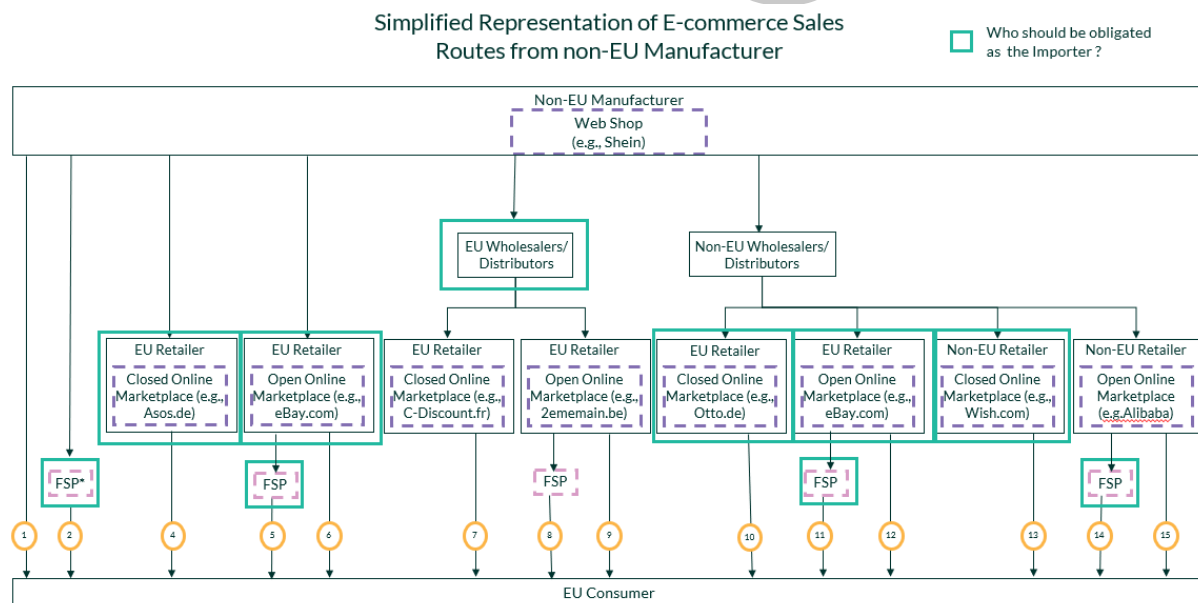 Simplified Representation of E-commerce Sales
Routes from non-EU Manufacturer
Who should be obligated
as the Importer ?
Non-EU Manufacturer
Web Shop
(e.g., Shein)
EU Wholesalers/
Distributors
Non-EU Wholesalers/
Distributors
EU Retailer
Closed Online
Marketplace (e.g.,
Asos.de)
EU Retailer
Open Online
Marketplace (e.g.,
eBay.com)
EU Retailer
Closed Online
Marketplace (e.g.,
C-Discount.fr)
EU Retailer
Open Online
Marketplace (e.g.,
2ememain.be)
EU Retailer
Closed Online
Marketplace (e.g.,
Otto.de)
EU Retailer
Open Online
Marketplace (e.g.,
eBay.com)
Non-EU Retailer
Closed Online
Marketplace (e.g.,
Wish.com)
Non-EU Retailer
Open Online
Marketplace
(e.g.Alibaba)
FSP*
FSP
FSP
FSP
FSP
1
2
4
5
6
7
8
9
10
11
12
13
14
15
EU Consumer